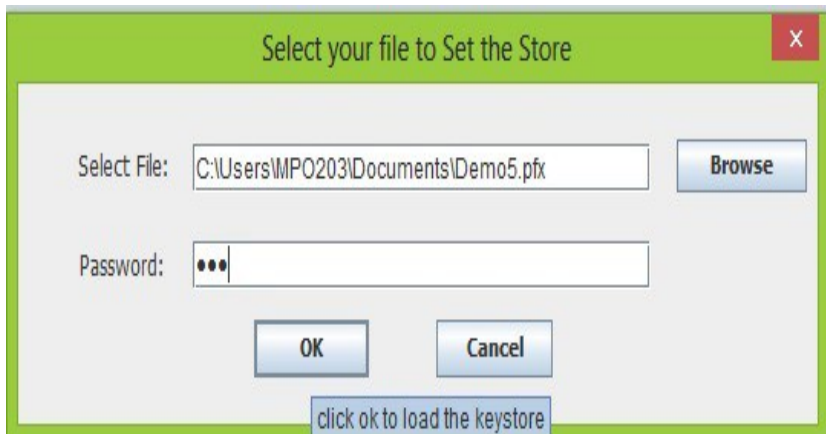 Select your file to Set the Store
x
Select File: C:\Users\MPO203\Documents\Demo5.pfx Browse
Password: •••
OK Cancel
click ok to load the keystore